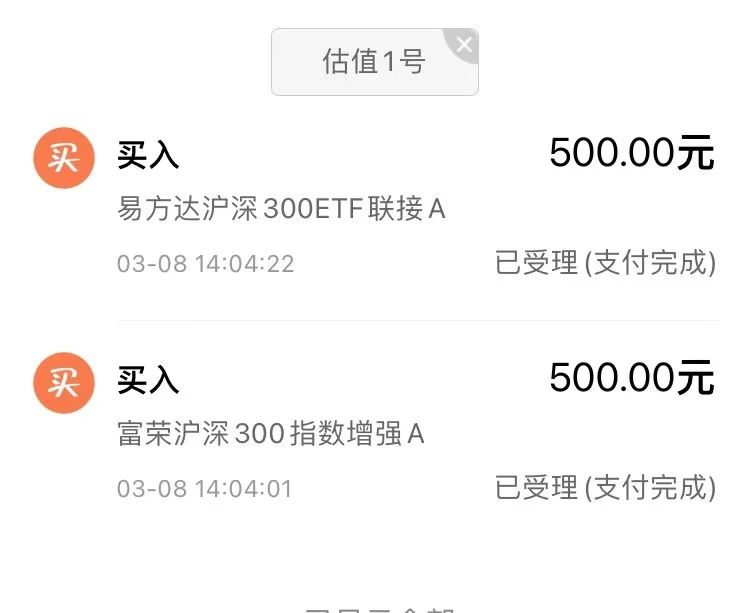 估值1号
买 买入 500.00元
易方达沪深300ETF联接A
03-08 14:04:22 已受理(支付完成)
买 买入 500.00元
富荣沪深300指数增强A
03-08 14:04:01 已受理(支付完成)